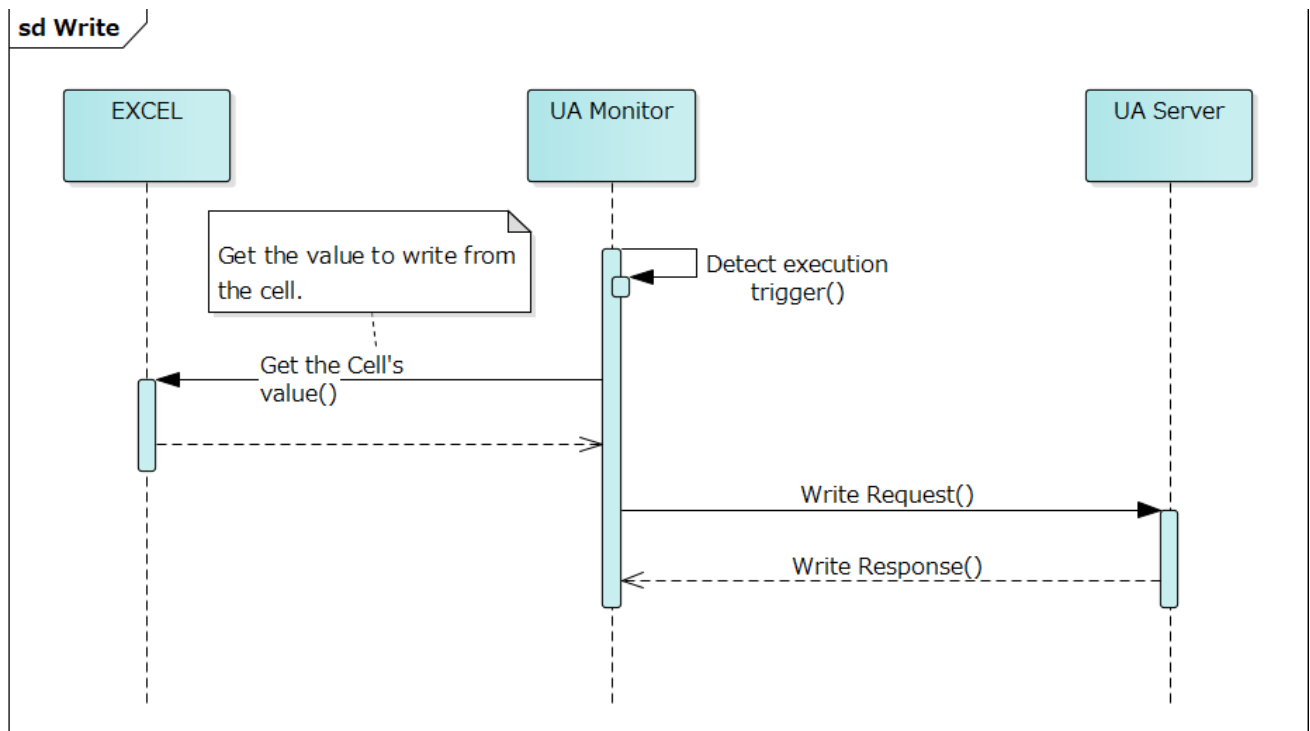 sd Write
EXCEL
UA Monitor
UA Server
Get the value to write from
the cell.
Detect execution
trigger()
Get the Cell's
value()
Write Request()
Write Response()